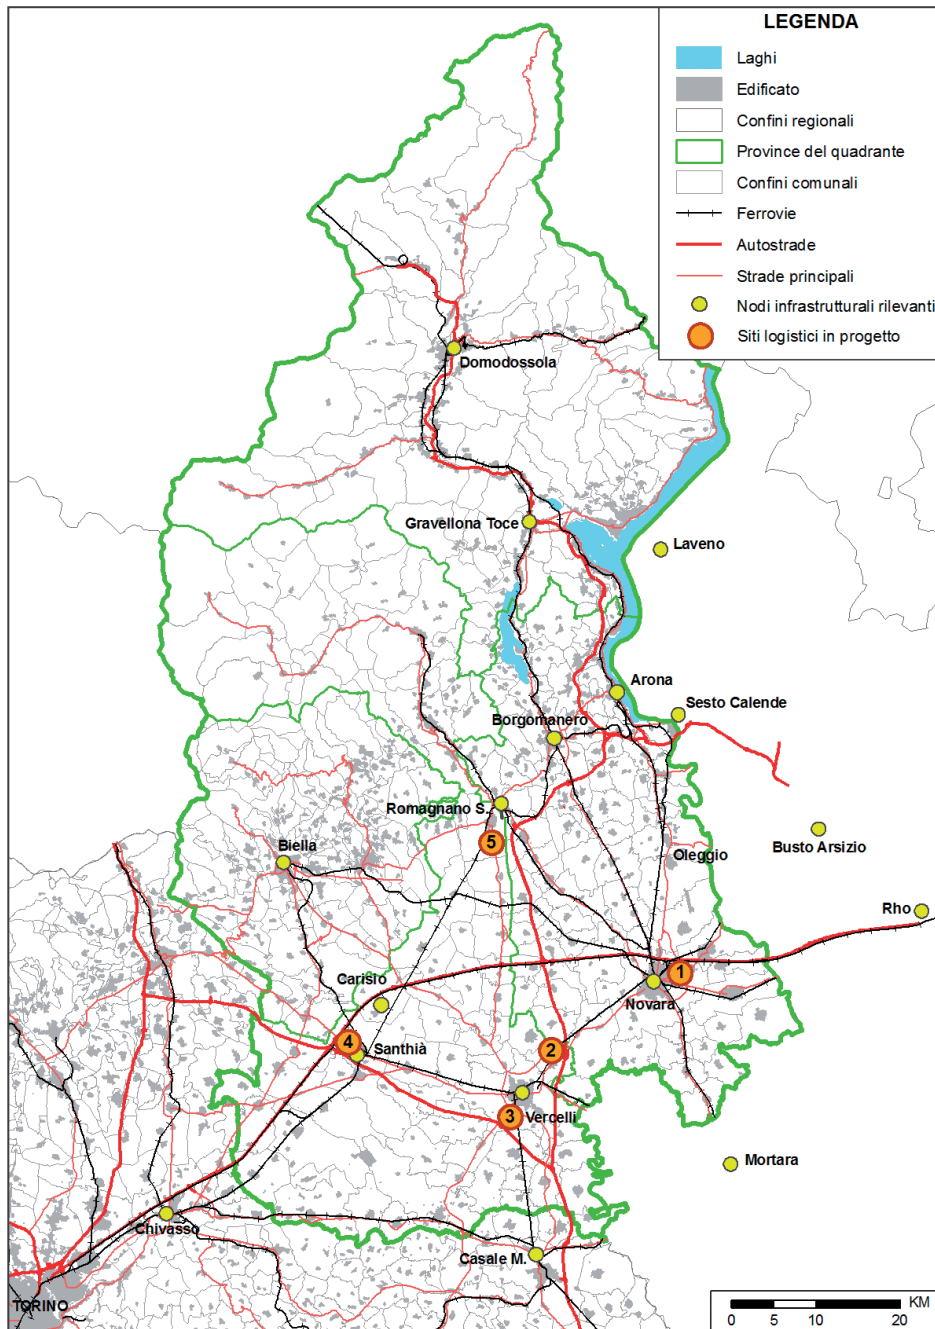 LEGENDA
Laghi
Edificato
Confini regionali
Province del quadrante
Confini comunali
Ferrovie
Autostrade
Strade principali
Nodi infrastrutturali rilevanti
Siti logistici in progetto
Domodossola
Gravellona Toce
Laveno
Arona
Sesto Calende
Borgomanero
Romagnano S.
5
Busto Arsizio
Biella
Oleggio
Rho
1
Carisio
Novara
4
Santhià
2
3
Vercelli
Mortara
Chivasso
Casale M.
TORINO
KM
0 5 10 20